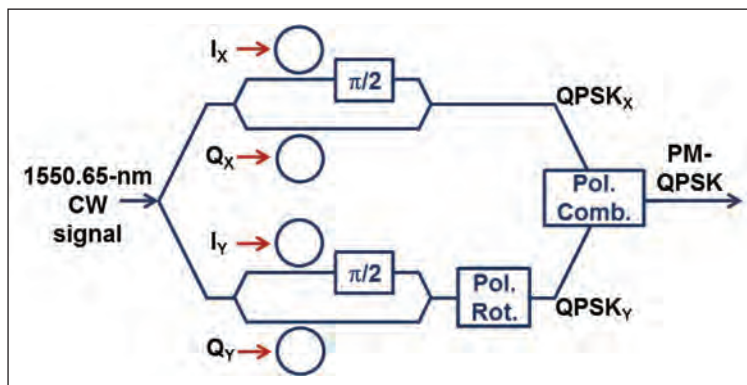 I_X
π/2
QPSK_X
Q_X
1550.65-nm
CW
signal
PM-
QPSK
Pol.
Comb.
I_Y
π/2
Pol.
Rot.
QPSK_Y
Q_Y